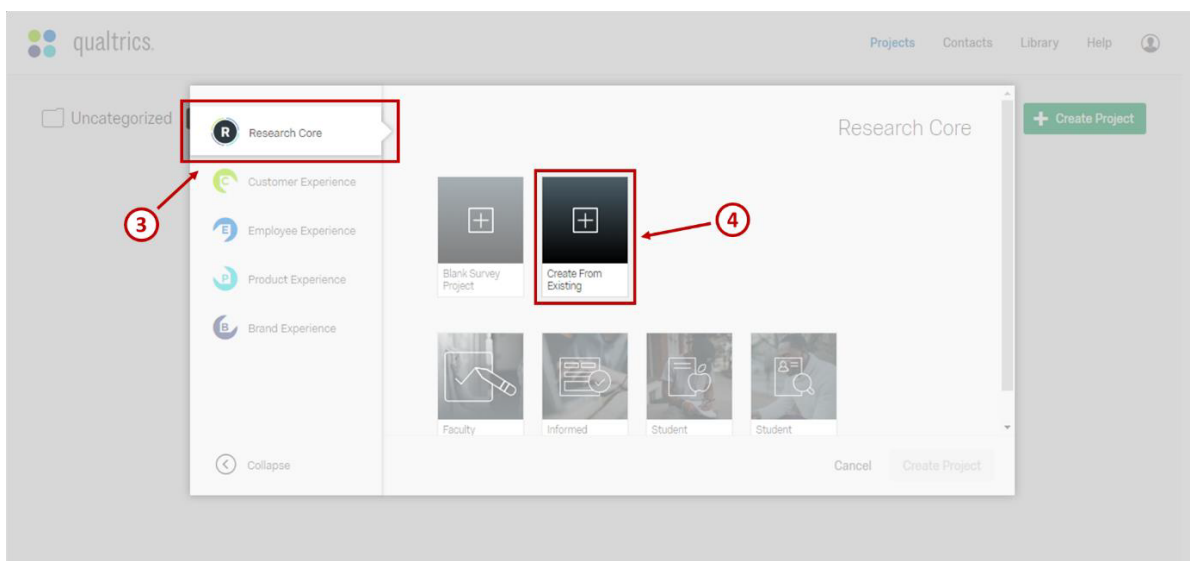 qualtrics.
Projects Contacts Library Help
Uncategorized
Create Project
R Research Core
C Customer Experience
E Employee Experience
P Product Experience
B Brand Experience
Collapse
Research Core
Blank Survey
Project
Create From
Existing
Faculty
Informed
Student
Student
Cancel Create Project
3
4